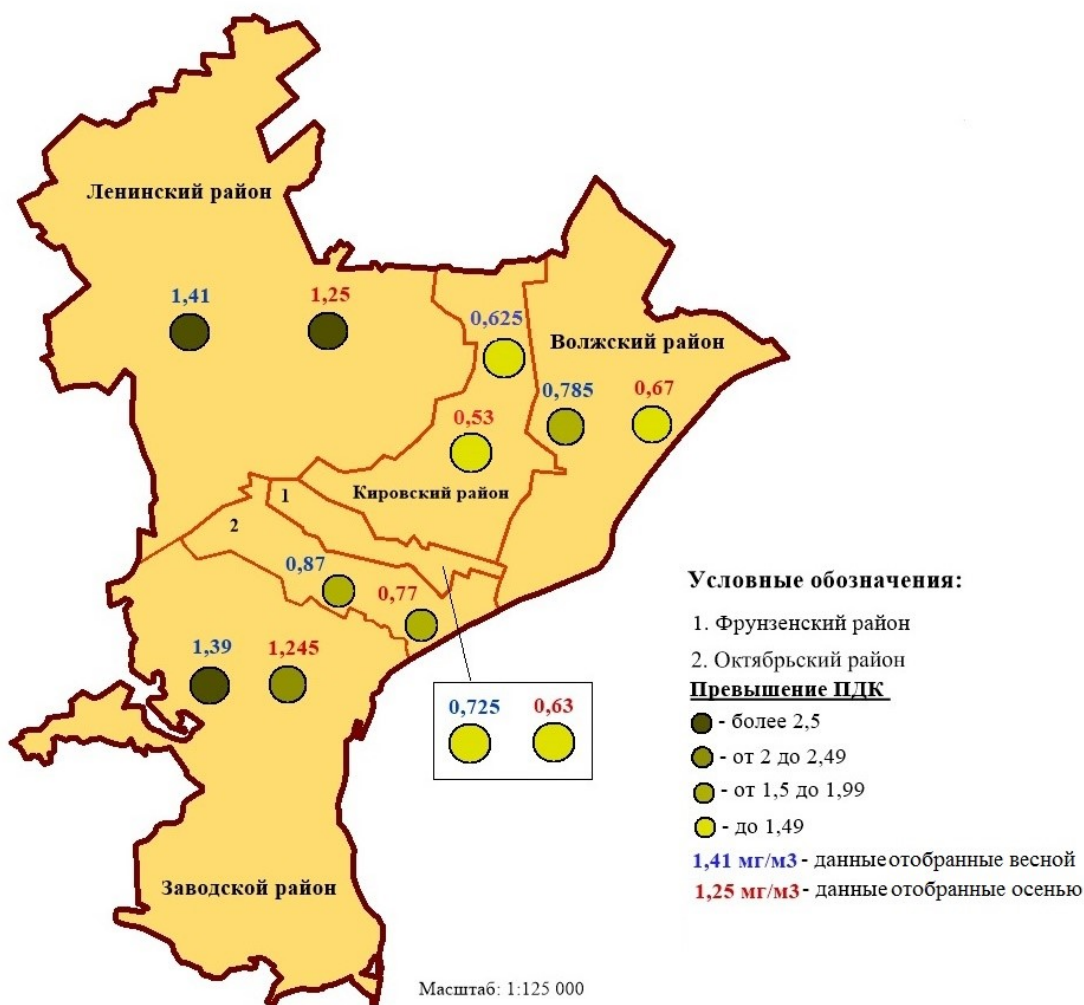 Ленинский район
1,41
1,25
0,625
Волжский район
0,785
0,67
0,53
Кировский район
1
2
0,87
0,77
1,39
1,245
0,725
0,63
Заводской район
Масштаб: 1:125 000
Условные обозначения:
1. Фрунзенский район
2. Октябрьский район
Превышение ПДК
- более 2,5
- от 2 до 2,49
- от 1,5 до 1,99
- до 1,49
1,41 мг/м3 - данные отобранные весной
1,25 мг/м3 - данные отобранные осенью